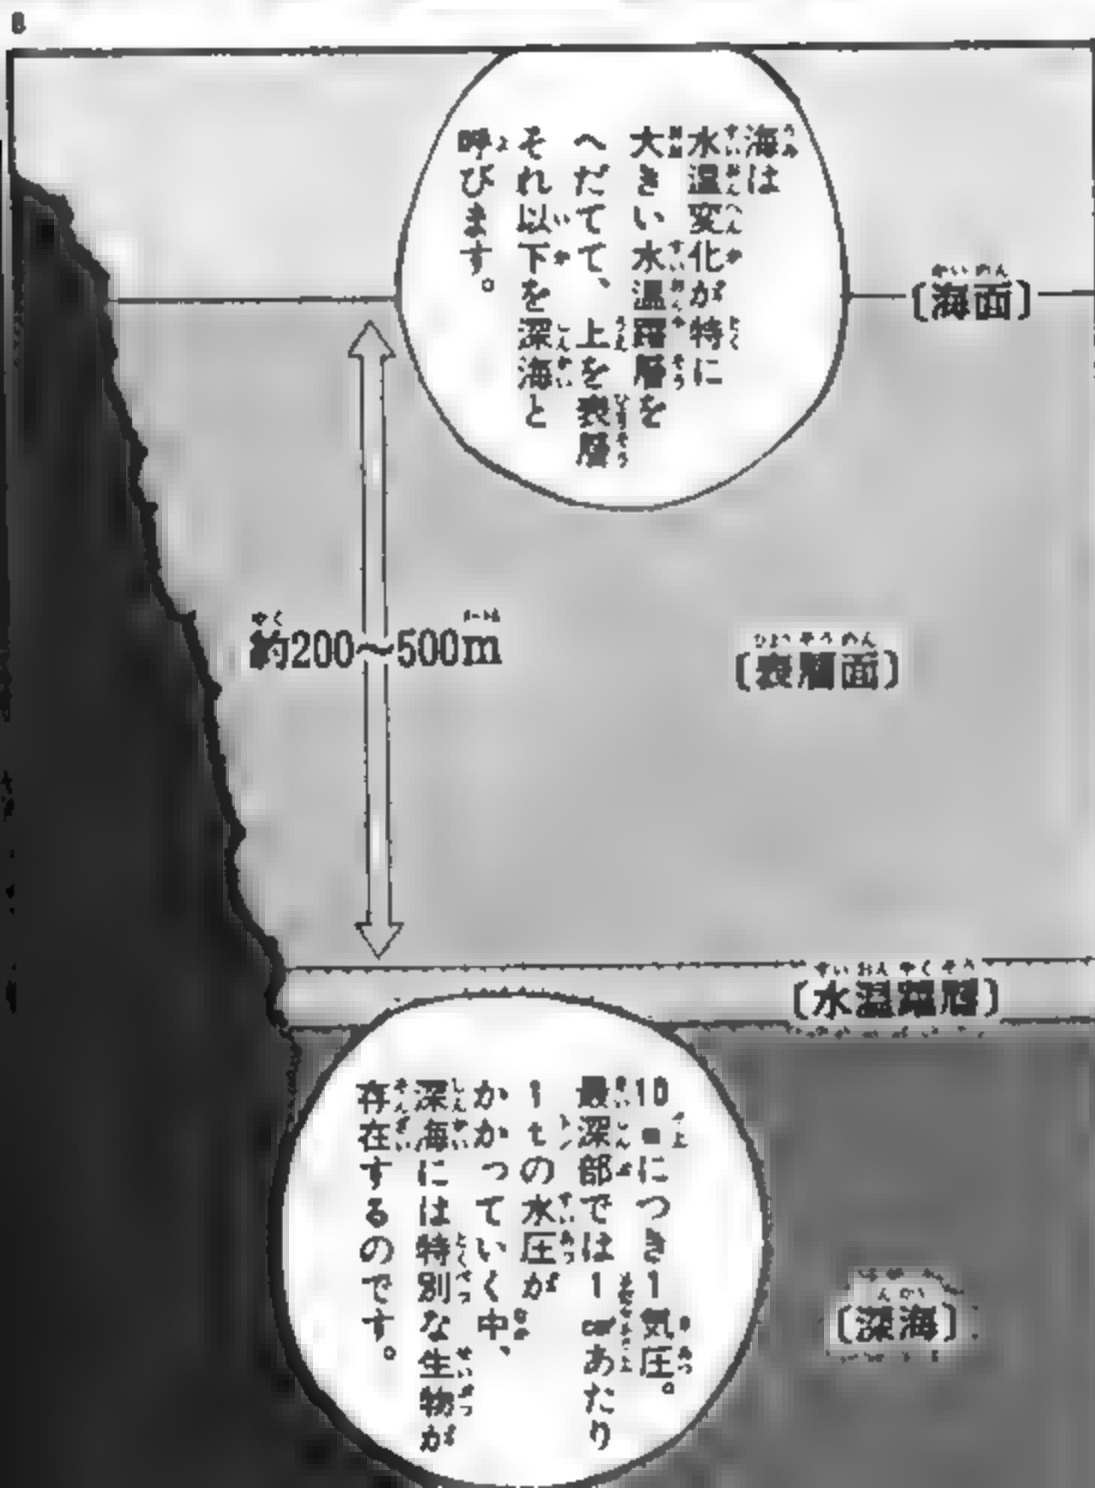 8
海は
水温変化が特に
大きい水温躍層を
へだてて、上を表層
それ以下を深海と
呼びます。
〔海面〕
約200〜500m
〔表層面〕
〔水温躍層〕
10mにつき1気圧。
最深部では1㎠あたり
1tの水圧が
かかっていく中、
深海には特別な生物が
存在するのです。
〔深海〕